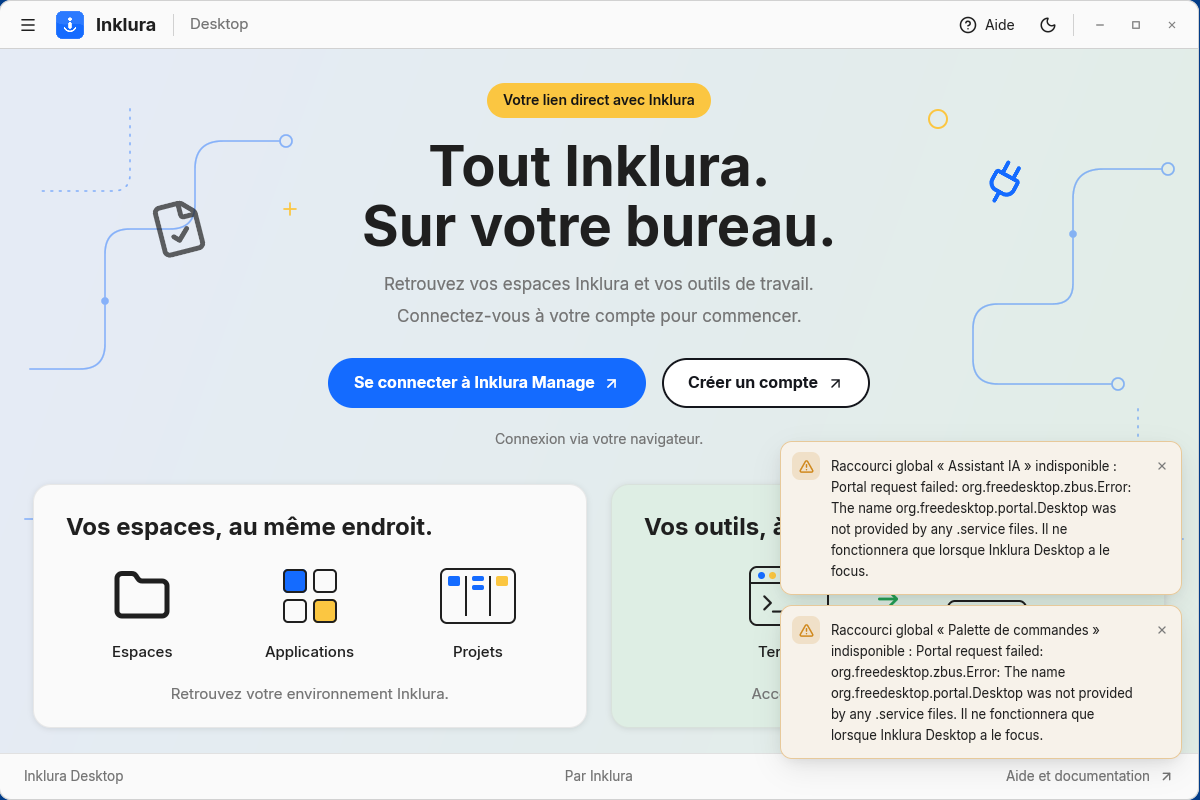 Inklura
Desktop
Aide
Votre lien direct avec Inklura
Tout Inklura.
Sur votre bureau.
Retrouvez vos espaces Inklura et vos outils de travail.
Connectez-vous à votre compte pour commencer.
Se connecter à Inklura Manage
Créer un compte
Connexion via votre navigateur.
Vos espaces, au même endroit.
Espaces
Applications
Projets
Retrouvez votre environnement Inklura.
Vos outils,
Raccourci global « Assistant IA » indisponible :
Portal request failed: org.freedesktop.zbus.Error:
The name org.freedesktop.portal.Desktop was
not provided by any .service files. Il ne
fonctionnera que lorsque Inklura Desktop a le
focus.
Raccourci global « Palette de commandes »
indisponible : Portal request failed:
org.freedesktop.zbus.Error: The name
org.freedesktop.portal.Desktop was not provided
by any .service files. Il ne fonctionnera que
lorsque Inklura Desktop a le focus.
Inklura Desktop
Par Inklura
Aide et documentation